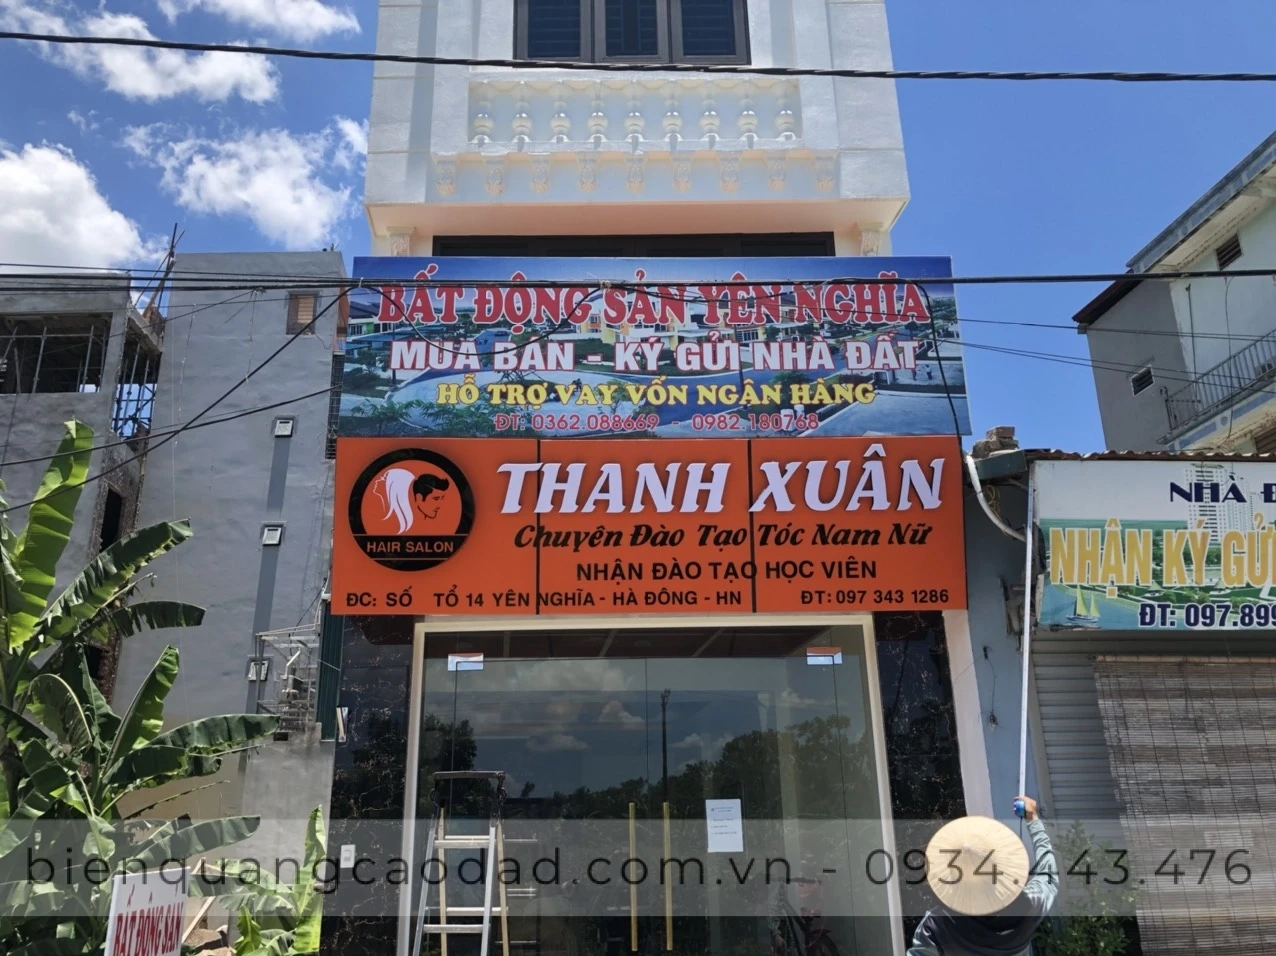 BẤT ĐỘNG SẢN YÊN NGHĨA
MUA BÁN - KÝ GỬI NHÀ ĐẤT
HỖ TRỢ VAY VỐN NGÂN HÀNG
ĐT: 0362.088669 - 0982.180768
HAIR SALON
THANH XUÂN
Chuyên Đào Tạo Tóc Nam Nữ
NHẬN ĐÀO TẠO HỌC VIÊN
ĐC: SỐ TỔ 14 YÊN NGHĨA - HÀ ĐÔNG - HN
ĐT: 097 343 1286
NHÀ
NHẬN KÝ GỬI
ĐT: 097.899
bienquangcaodad.com.vn - 0934.443.476
BẤT ĐỘNG SẢN